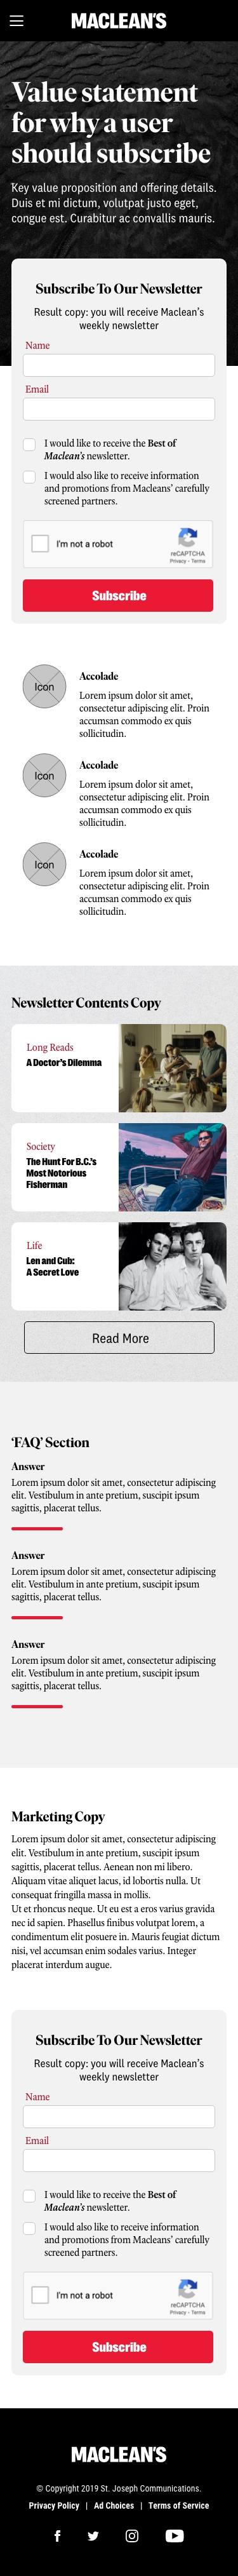 MACLEAN'S
Value statement
for why a user
should subscribe
Key value proposition and offering details.
Duis et mi dictum, volutpat justo eget,
congue est. Curabitur ac convallis mauris.
Subscribe To Our Newsletter
Result copy: you will receive Maclean's
weekly newsletter
Name
Email
I would like to receive the Best of
Maclean's newsletter.
I would also like to receive information
and promotions from Macleans' carefully
screened partners.
I'm not a robot
reCAPTCHA
Privacy - Terms
Subscribe
Icon
Accolade
Lorem ipsum dolor sit amet,
consectetur adipiscing elit. Proin
accumsan commodo ex quis
sollicitudin.
Icon
Accolade
Lorem ipsum dolor sit amet,
consectetur adipiscing elit. Proin
accumsan commodo ex quis
sollicitudin.
Icon
Accolade
Lorem ipsum dolor sit amet,
consectetur adipiscing elit. Proin
accumsan commodo ex quis
sollicitudin.
Newsletter Contents Copy
Long Reads
A Doctor's Dilemma
Society
The Hunt For B.C.'s
Most Notorious
Fisherman
Life
Len and Cub:
A Secret Love
Read More
'FAQ' Section
Answer
Lorem ipsum dolor sit amet, consectetur adipiscing
elit. Vestibulum in ante pretium, suscipit ipsum
sagittis, placerat tellus.
Answer
Lorem ipsum dolor sit amet, consectetur adipiscing
elit. Vestibulum in ante pretium, suscipit ipsum
sagittis, placerat tellus.
Answer
Lorem ipsum dolor sit amet, consectetur adipiscing
elit. Vestibulum in ante pretium, suscipit ipsum
sagittis, placerat tellus.
Marketing Copy
Lorem ipsum dolor sit amet, consectetur adipiscing
elit. Vestibulum in ante pretium, suscipit ipsum
sagittis, placerat tellus. Aenean non mi libero.
Aliquam vitae aliquet lacus, id lobortis nulla. Ut
consequat fringilla massa in mollis.
Ut et rhoncus neque. Ut eu est a eros varius gravida
nec id sapien. Phasellus finibus volutpat lorem, a
condimentum elit posuere in. Mauris feugiat dictum
nisi, vel accumsan enim sodales varius. Integer
placerat interdum augue.
Subscribe To Our Newsletter
Result copy: you will receive Maclean's
weekly newsletter
Name
Email
I would like to receive the Best of
Maclean's newsletter.
I would also like to receive information
and promotions from Macleans' carefully
screened partners.
I'm not a robot
reCAPTCHA
Privacy - Terms
Subscribe
MACLEAN'S
© Copyright 2019 St. Joseph Communications.
Privacy Policy | Ad Choices | Terms of Service